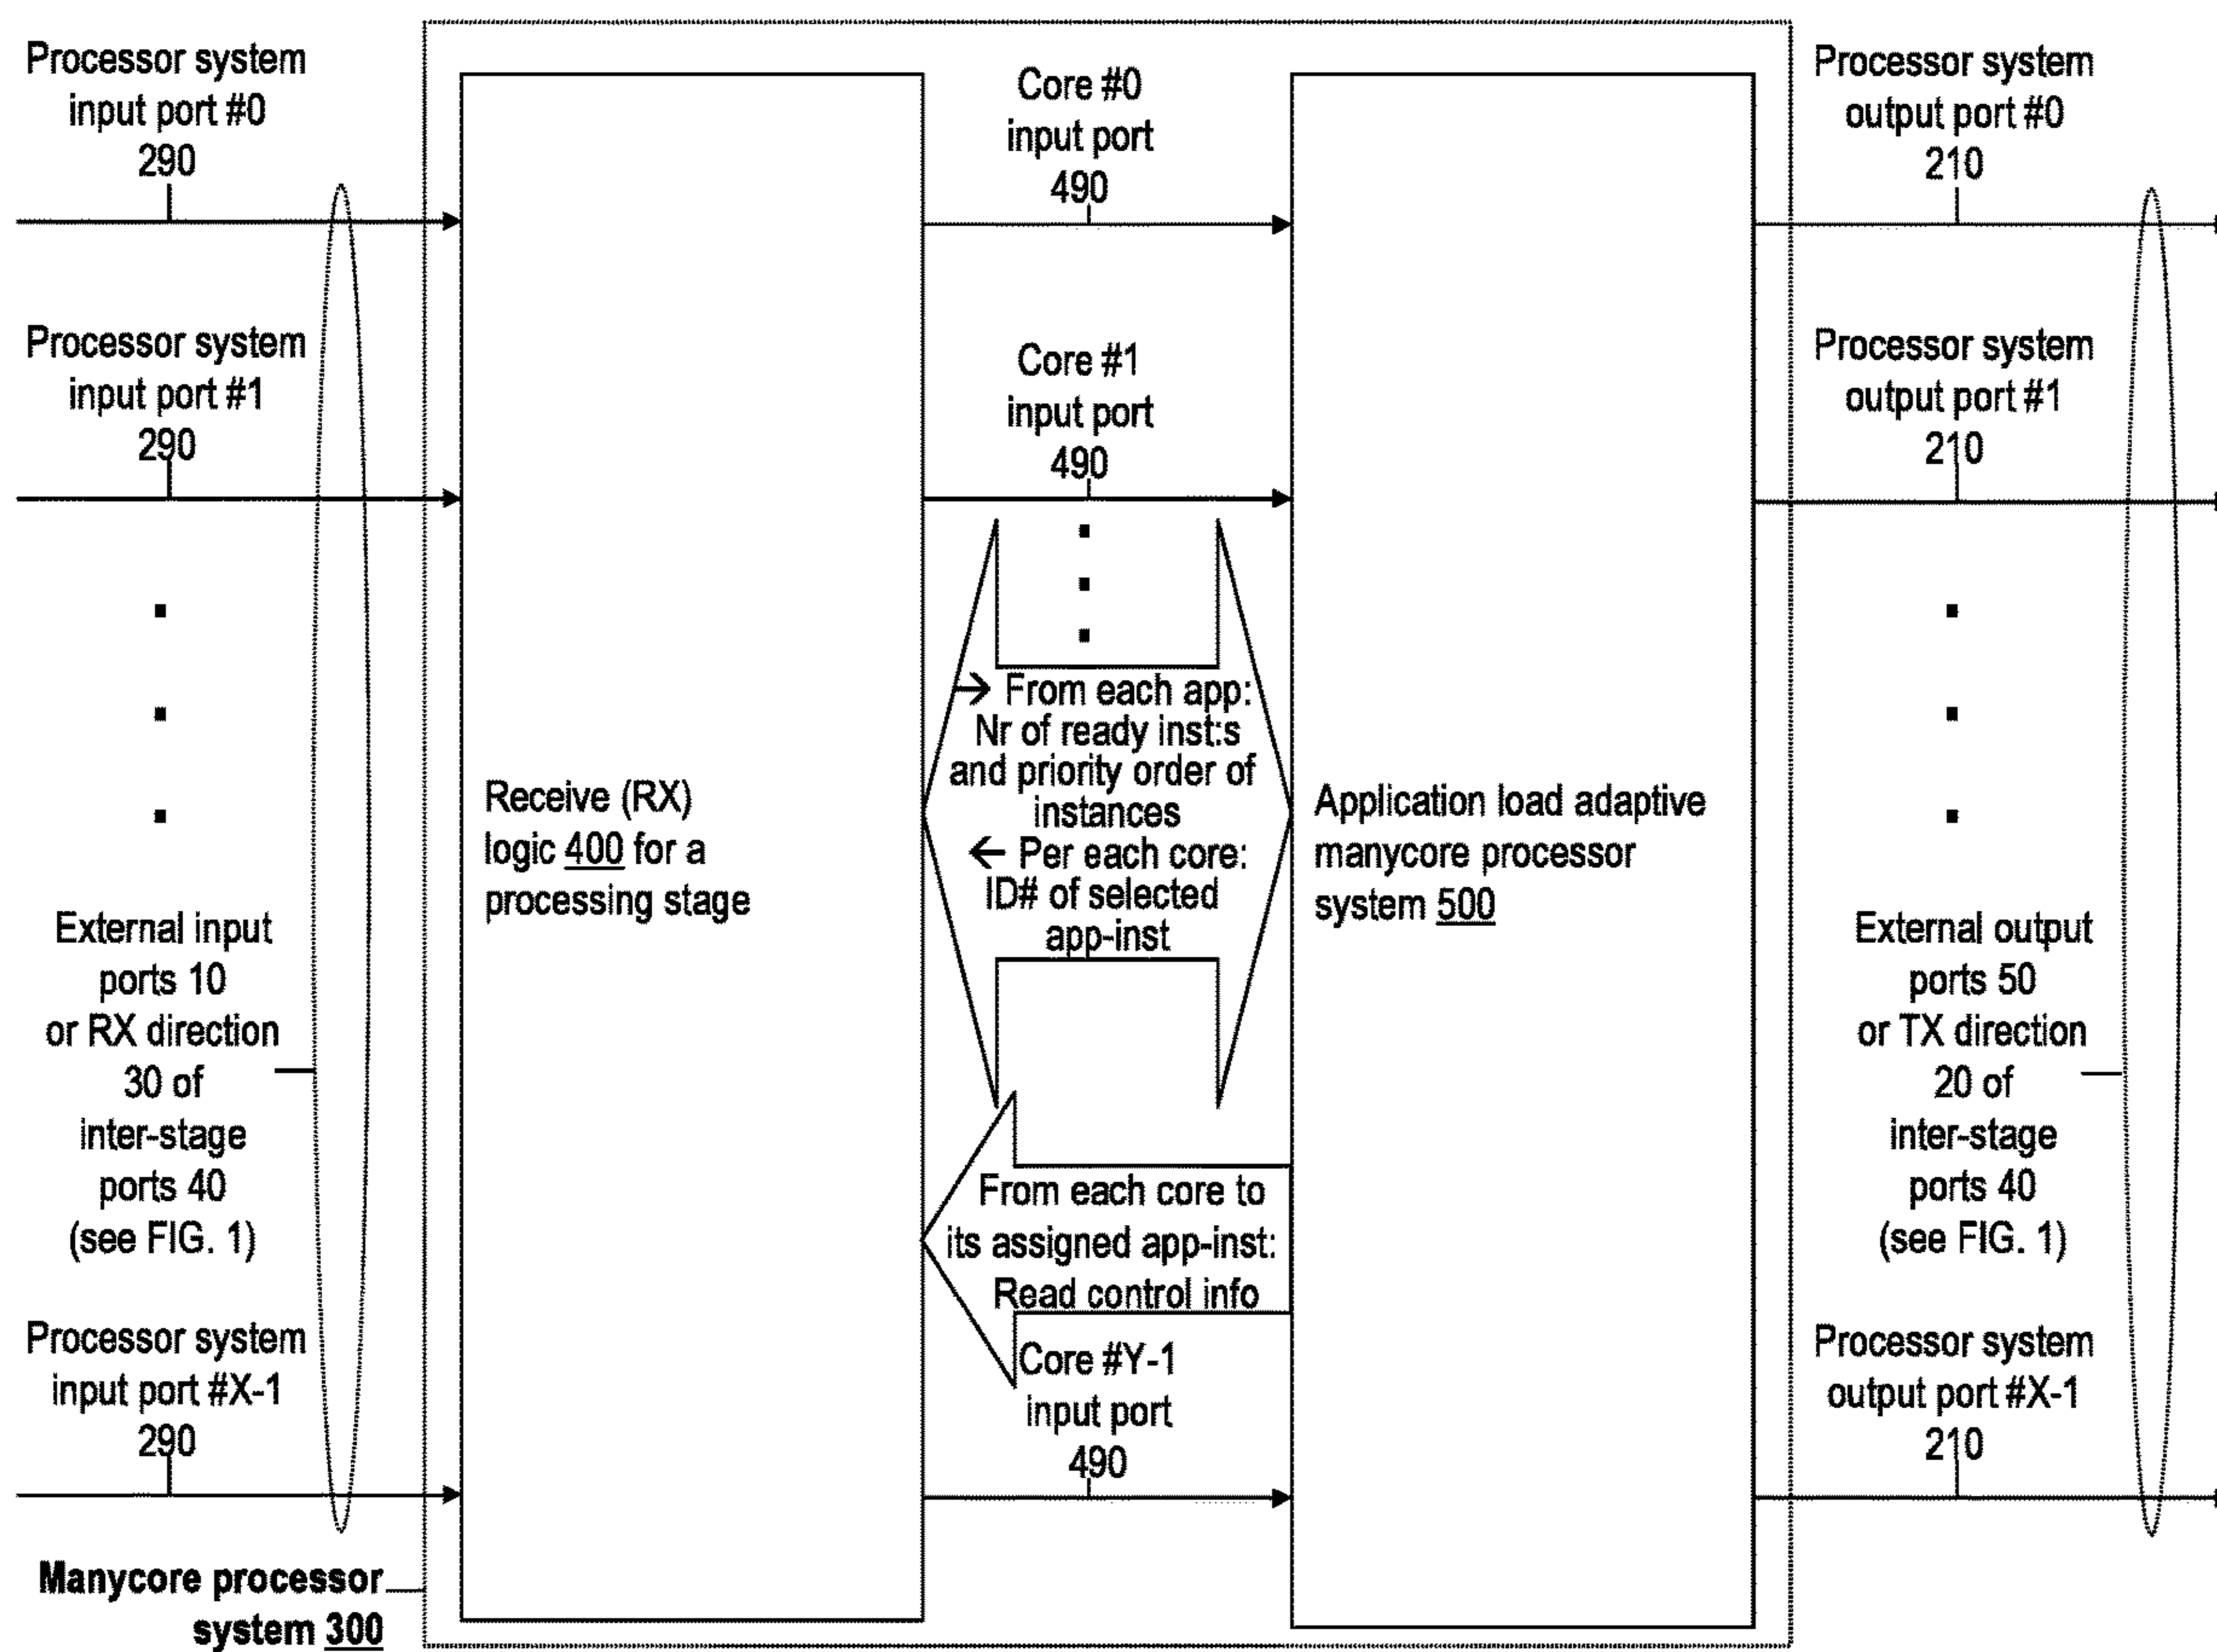 Processor system
input port #0
290
Processor system
input port #1
290
External input
ports 10
or RX direction
30 of
inter-stage
ports 40
(see FIG. 1)
Processor system
input port #X-1
290
Manycore processor
system 300
Receive (RX)
logic 400 for a
processing stage
Core #0
input port
490
Core #1
input port
490
→ From each app:
Nr of ready inst:s
and priority order of
instances
← Per each core:
ID# of selected
app-inst
From each core to
its assigned app-inst:
Read control info
Core #Y-1
input port
490
Application load adaptive
manycore processor
system 500
Processor system
output port #0
210
Processor system
output port #1
210
External output
ports 50
or TX direction
20 of
inter-stage
ports 40
(see FIG. 1)
Processor system
output port #X-1
210